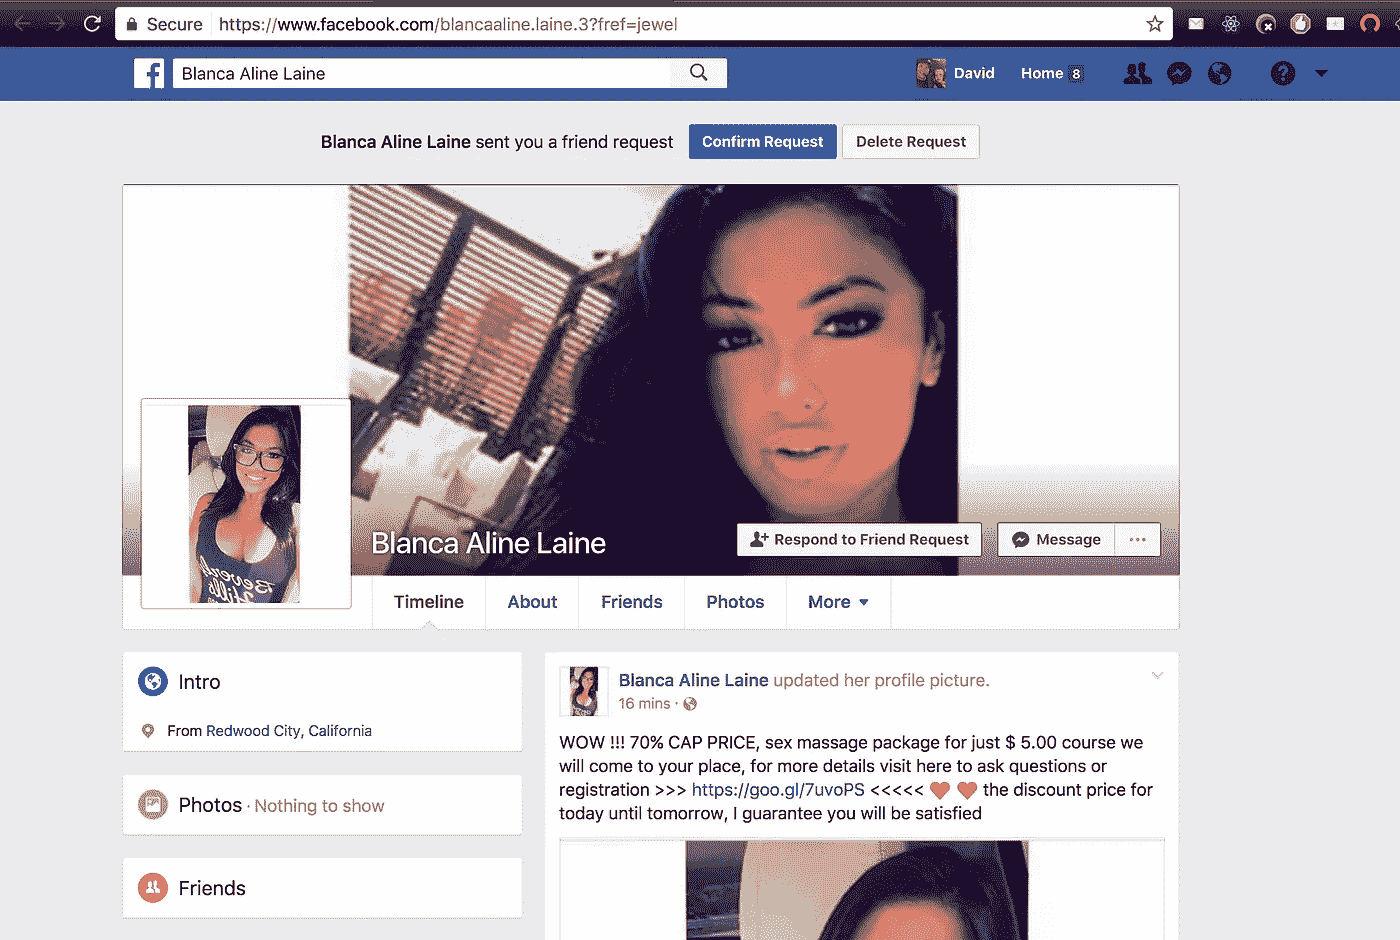 Secure https://www.facebook.com/blancaaline.laine.3?fref=jewel
Blanca Aline Laine
David Home 8
Blanca Aline Laine sent you a friend request Confirm Request Delete Request
Blanca Aline Laine
Respond to Friend Request Message
Timeline About Friends Photos More
Intro
From Redwood City, California
Photos · Nothing to show
Friends
Blanca Aline Laine updated her profile picture.
16 mins ·
WOW !!! 70% CAP PRICE, sex massage package for just $ 5.00 course we
will come to your place, for more details visit here to ask questions or
registration >>> https://goo.gl/7uvoPS <<<<< ❤ ❤ the discount price for
today until tomorrow, I guarantee you will be satisfied